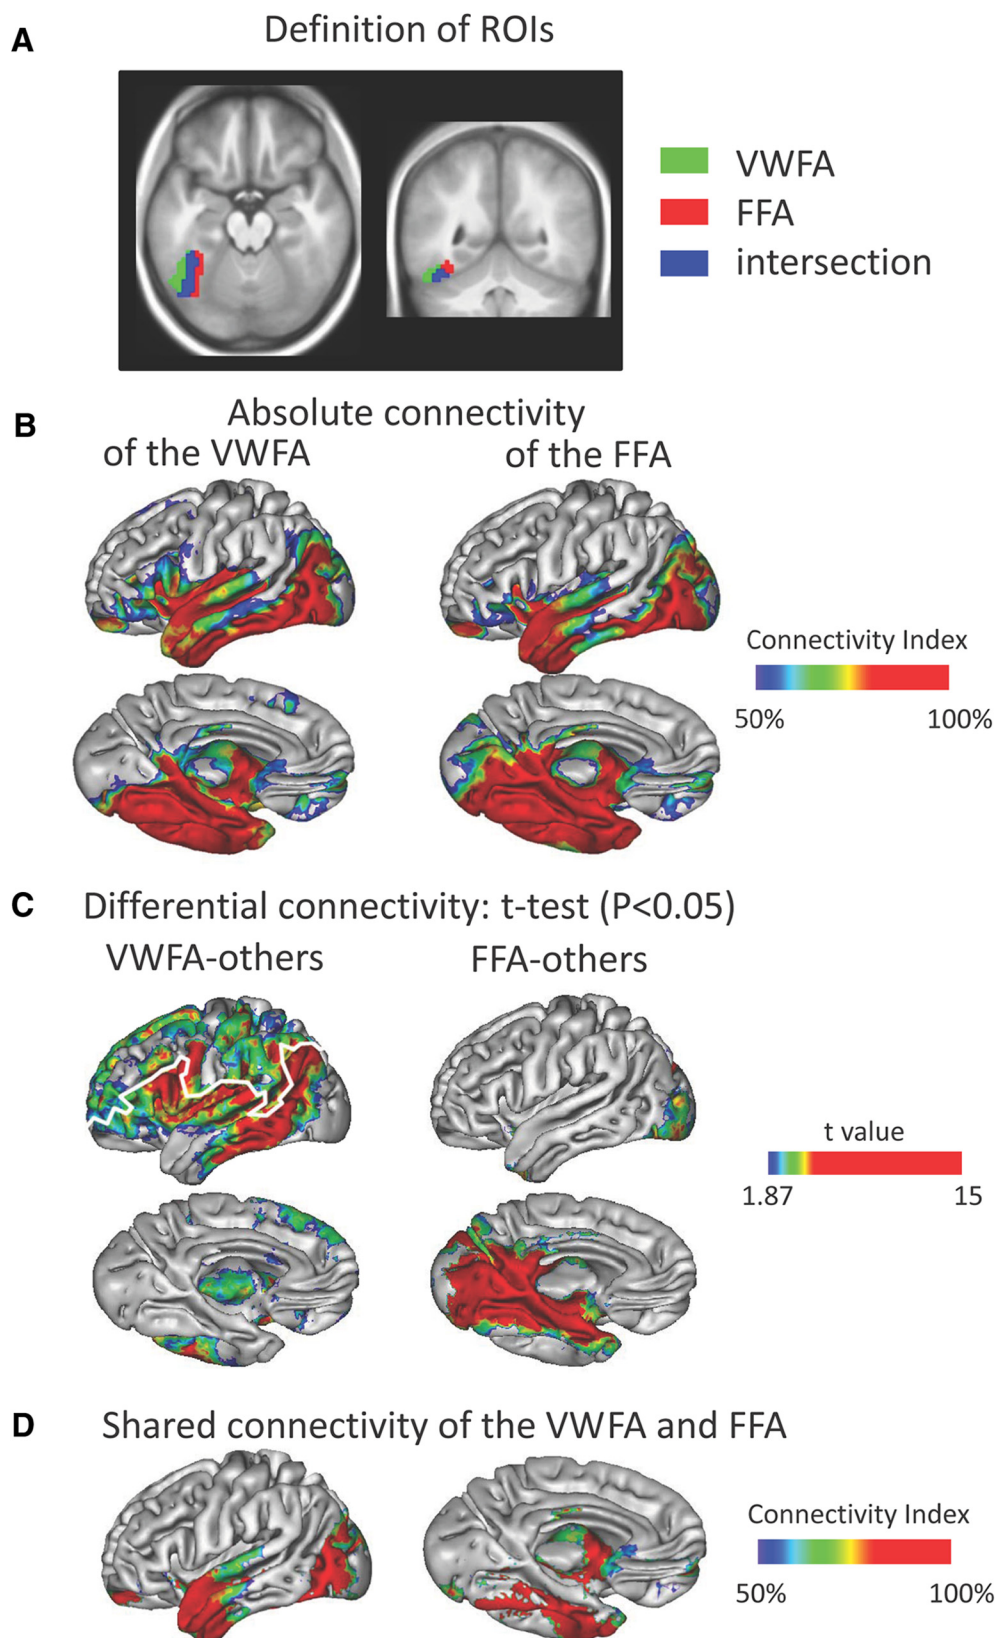 A
Definition of ROIs
VWFA
FFA
intersection
B
Absolute connectivity
of the VWFA
of the FFA
Connectivity Index
50%
100%
C
Differential connectivity: t-test (P<0.05)
VWFA-others
FFA-others
t value
1.87
15
D
Shared connectivity of the VWFA and FFA
Connectivity Index
50%
100%